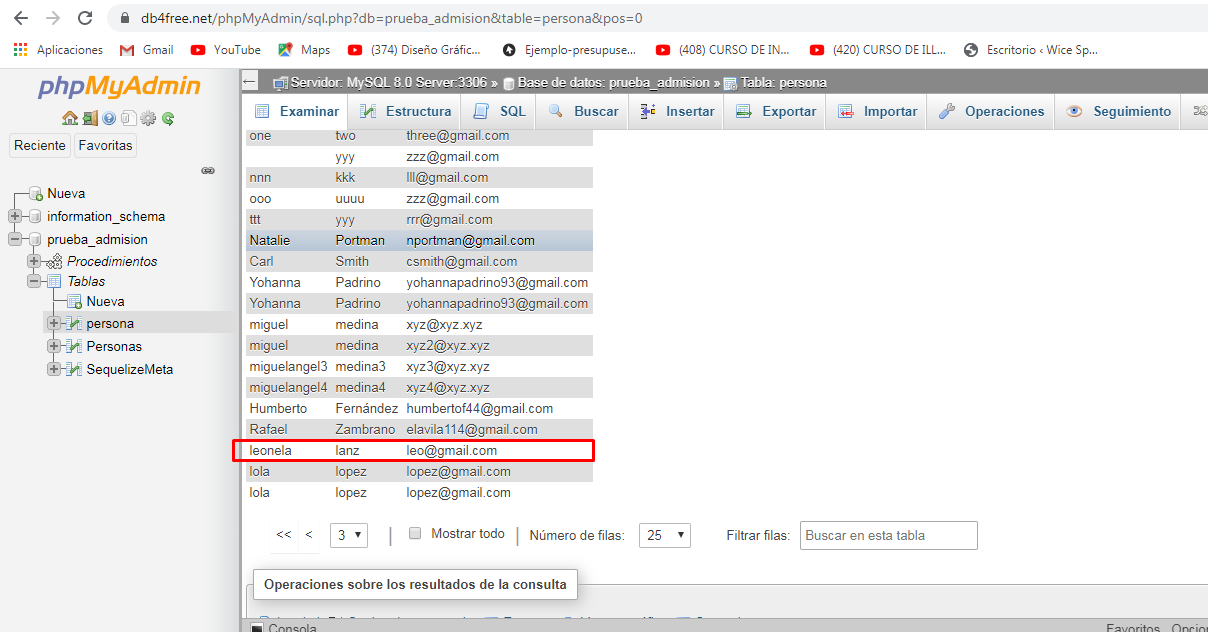 db4free.net/phpMyAdmin/sql.php?db=prueba_admision&table=persona&pos=0
Aplicaciones Gmail YouTube Maps (374) Diseño Gráfic... Ejemplo-presupuse... (408) CURSO DE IN... (420) CURSO DE ILL... Escritorio ‹ Wice Sp...
phpMyAdmin
Reciente Favoritas
Nueva
information_schema
prueba_admision
Procedimientos
Tablas
Nueva
persona
Personas
SequelizeMeta
Servidor: MySQL 8.0 Server:3306 » Base de datos: prueba_admision » Tabla: persona
Examinar Estructura SQL Buscar Insertar Exportar Importar Operaciones Seguimiento
one two three@gmail.com
yyy zzz@gmail.com
nnn kkk lll@gmail.com
ooo uuuu zzz@gmail.com
ttt yyy rrr@gmail.com
Natalie Portman nportman@gmail.com
Carl Smith csmith@gmail.com
Yohanna Padrino yohannapadrino93@gmail.com
Yohanna Padrino yohannapadrino93@gmail.com
miguel medina xyz@xyz.xyz
miguel medina xyz2@xyz.xyz
miguelangel3 medina3 xyz3@xyz.xyz
miguelangel4 medina4 xyz4@xyz.xyz
Humberto Fernández humbertof44@gmail.com
Rafael Zambrano elavila114@gmail.com
leonela lanz leo@gmail.com
lola lopez lopez@gmail.com
lola lopez lopez@gmail.com
<< < 3 | Mostrar todo | Número de filas: 25 Filtrar filas: Buscar en esta tabla
Operaciones sobre los resultados de la consulta
Consola Favoritos Opcio